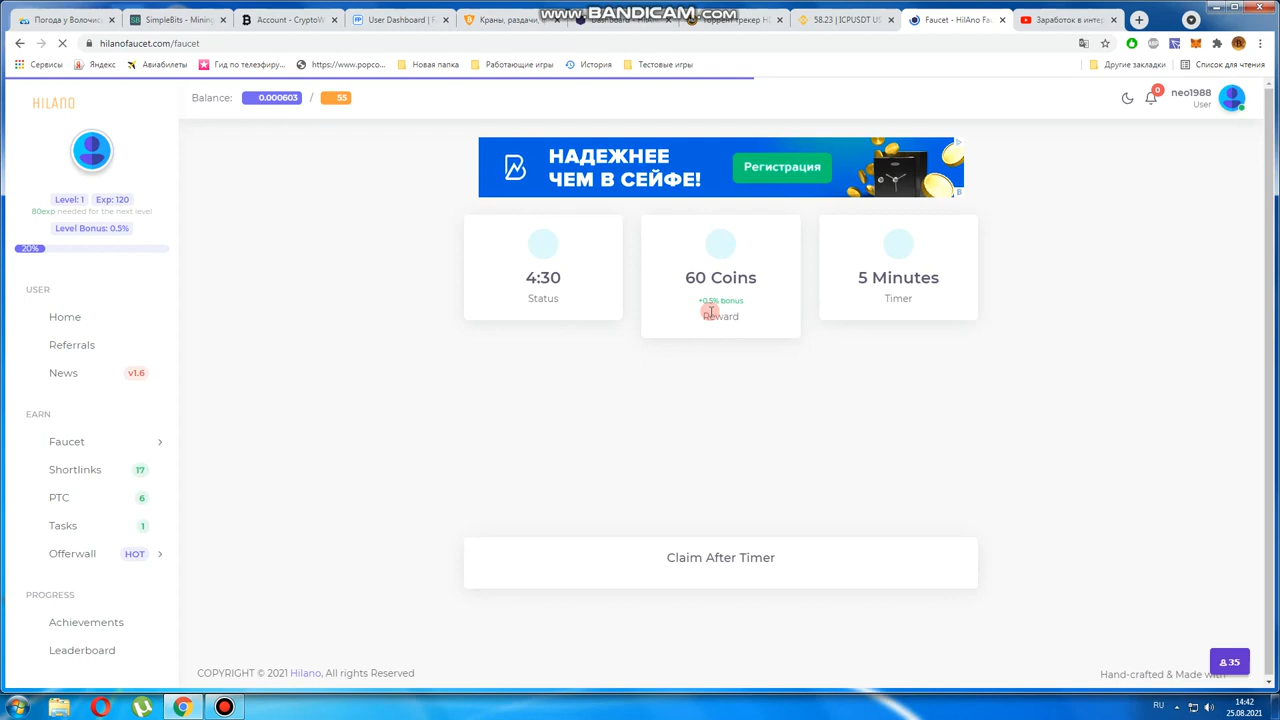 www.BANDICAM.com
Погода у Волочис
SimpleBits - Mining
Account - CryptoW
User Dashboard | F
Краны, раздачи,
58.23 | ICPUSDT US
Faucet - HilAno Fau
Заработок в интер
hilanofaucet.com/faucet
Сервисы
Яндекс
Авиабилеты
Гид по телезфиру...
https://www.popco...
Новая папка
Работающие игры
История
Тестовые игры
Другие закладки
Список для чтения
HILANO
Balance: 0.000603 / 55
0
neo1988
User
НАДЕЖНЕЕ
ЧЕМ В СЕЙФЕ!
Регистрация
Level: 1 Exp: 120
80exp needed for the next level
Level Bonus: 0.5%
20%
4:30
Status
60 Coins
+0.5% bonus
Reward
5 Minutes
Timer
USER
Home
Referrals
News v1.6
EARN
Faucet
Shortlinks 17
PTC 6
Tasks 1
Offerwall HOT
PROGRESS
Achievements
Leaderboard
Claim After Timer
COPYRIGHT © 2021 Hilano, All rights Reserved
Hand-crafted & Made with
35
RU
14:42
25.08.2021